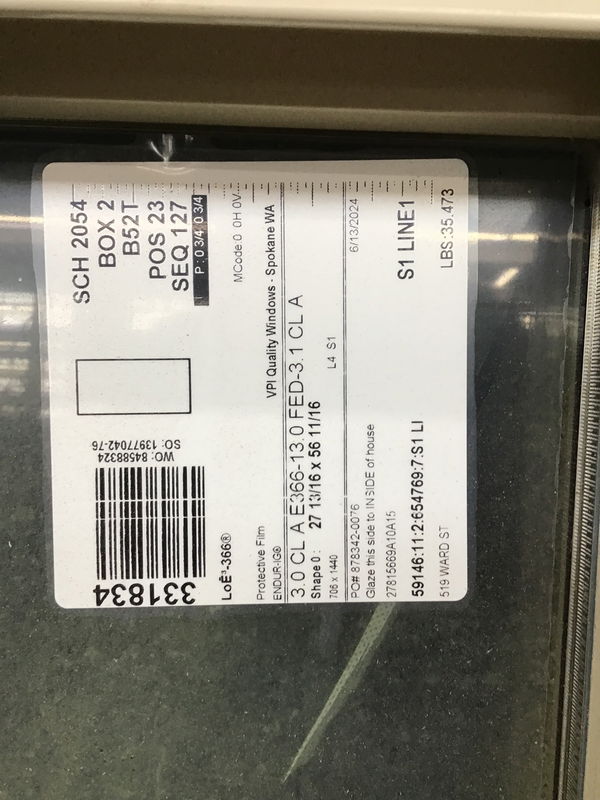 331834
WO: 84588324
SO: 13977042-76
SCH 2054
BOX 2
B52T
POS 23
SEQ 127
P: 0 3/4, 0 3/4
LoĒ³-366®
MCode:0 0H 0V
Protective Film
ENDUR-IG®
VPI Quality Windows - Spokane WA
3.0 CL A E366-13.0 FED-3.1 CL A
Shape 0 : 27 13/16 x 56 11/16
706 x 1440
L4 S1
PO# 878342-0076
6/13/2024
Glaze this side to INSIDE of house
27815669A10A15
59146:11:2:654769:7:S1 LI
S1 LINE1
519 WARD ST
LBS:35.473